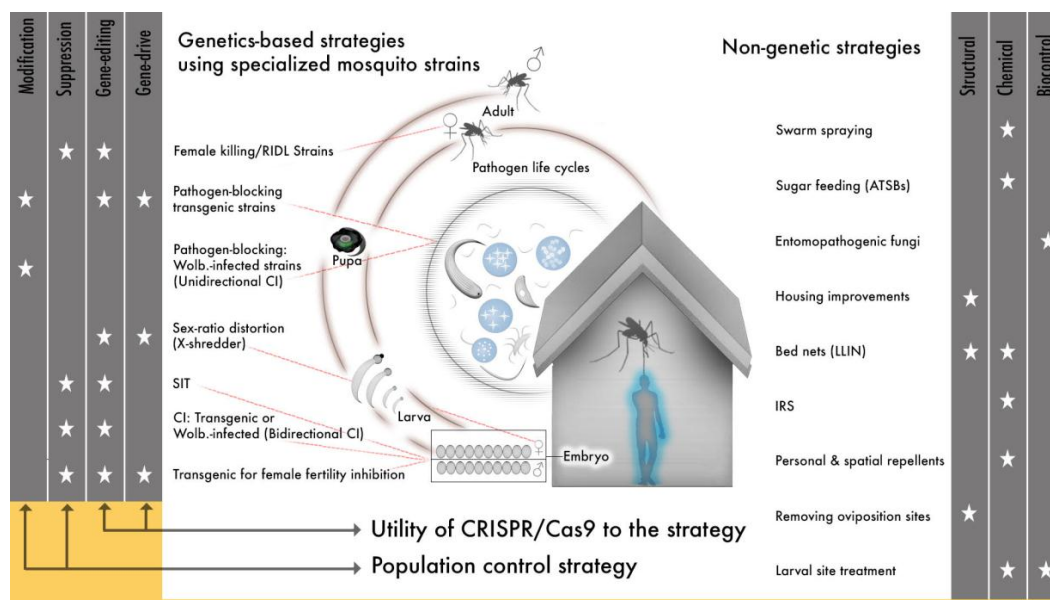 Modification
Suppression
Gene-editing
Gene-drive
Genetics-based strategies
using specialized mosquito strains
Female killing/RIDL Strains
Pathogen-blocking
transgenic strains
Pathogen-blocking:
Wolb.-infected strains
(Unidirectional CI)
Sex-ratio distortion
(X-shredder)
SIT
CI: Transgenic or
Wolb.-infected (Bidirectional CI)
Transgenic for female fertility inhibition
Adult
Pathogen life cycles
Pupa
Larva
Embryo
Utility of CRISPR/Cas9 to the strategy
Population control strategy
Non-genetic strategies
Structural
Chemical
Biocontrol
Swarm spraying
Sugar feeding (ATSBs)
Entomopathogenic fungi
Housing improvements
Bed nets (LLIN)
IRS
Personal & spatial repellents
Removing oviposition sites
Larval site treatment